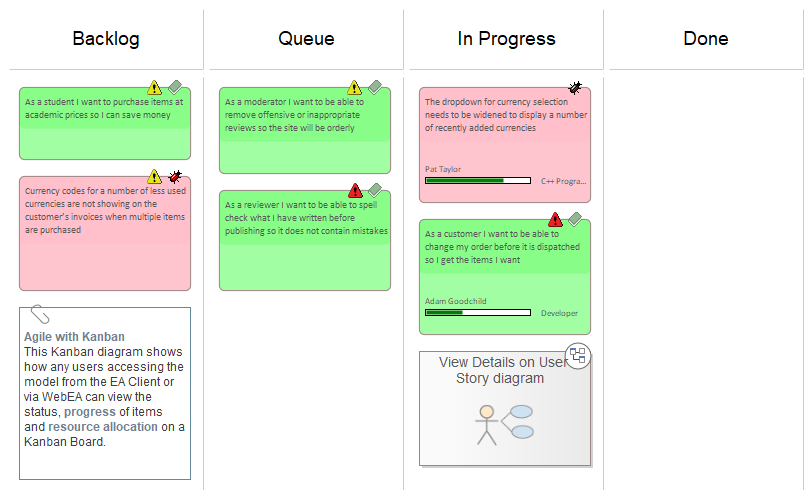 Backlog
Queue
In Progress
Done
As a student I want to purchase items at
academic prices so I can save money
Currency codes for a number of less used
currencies are not showing on the
customer's invoices when multiple items
are purchased
Agile with Kanban
This Kanban diagram shows
how any users accessing the
model from the EA Client or
via WebEA can view the
status, progress of items
and resource allocation on a
Kanban Board.
As a moderator I want to be able to
remove offensive or inappropriate
reviews so the site will be orderly
As a reviewer I want to be able to spell
check what I have written before
publishing so it does not contain mistakes
The dropdown for currency selection
needs to be widened to display a number
of recently added currencies
Pat Taylor
C++ Progra...
As a customer I want to be able to
change my order before it is dispatched
so I get the items I want
Adam Goodchild
Developer
View Details on User
Story diagram